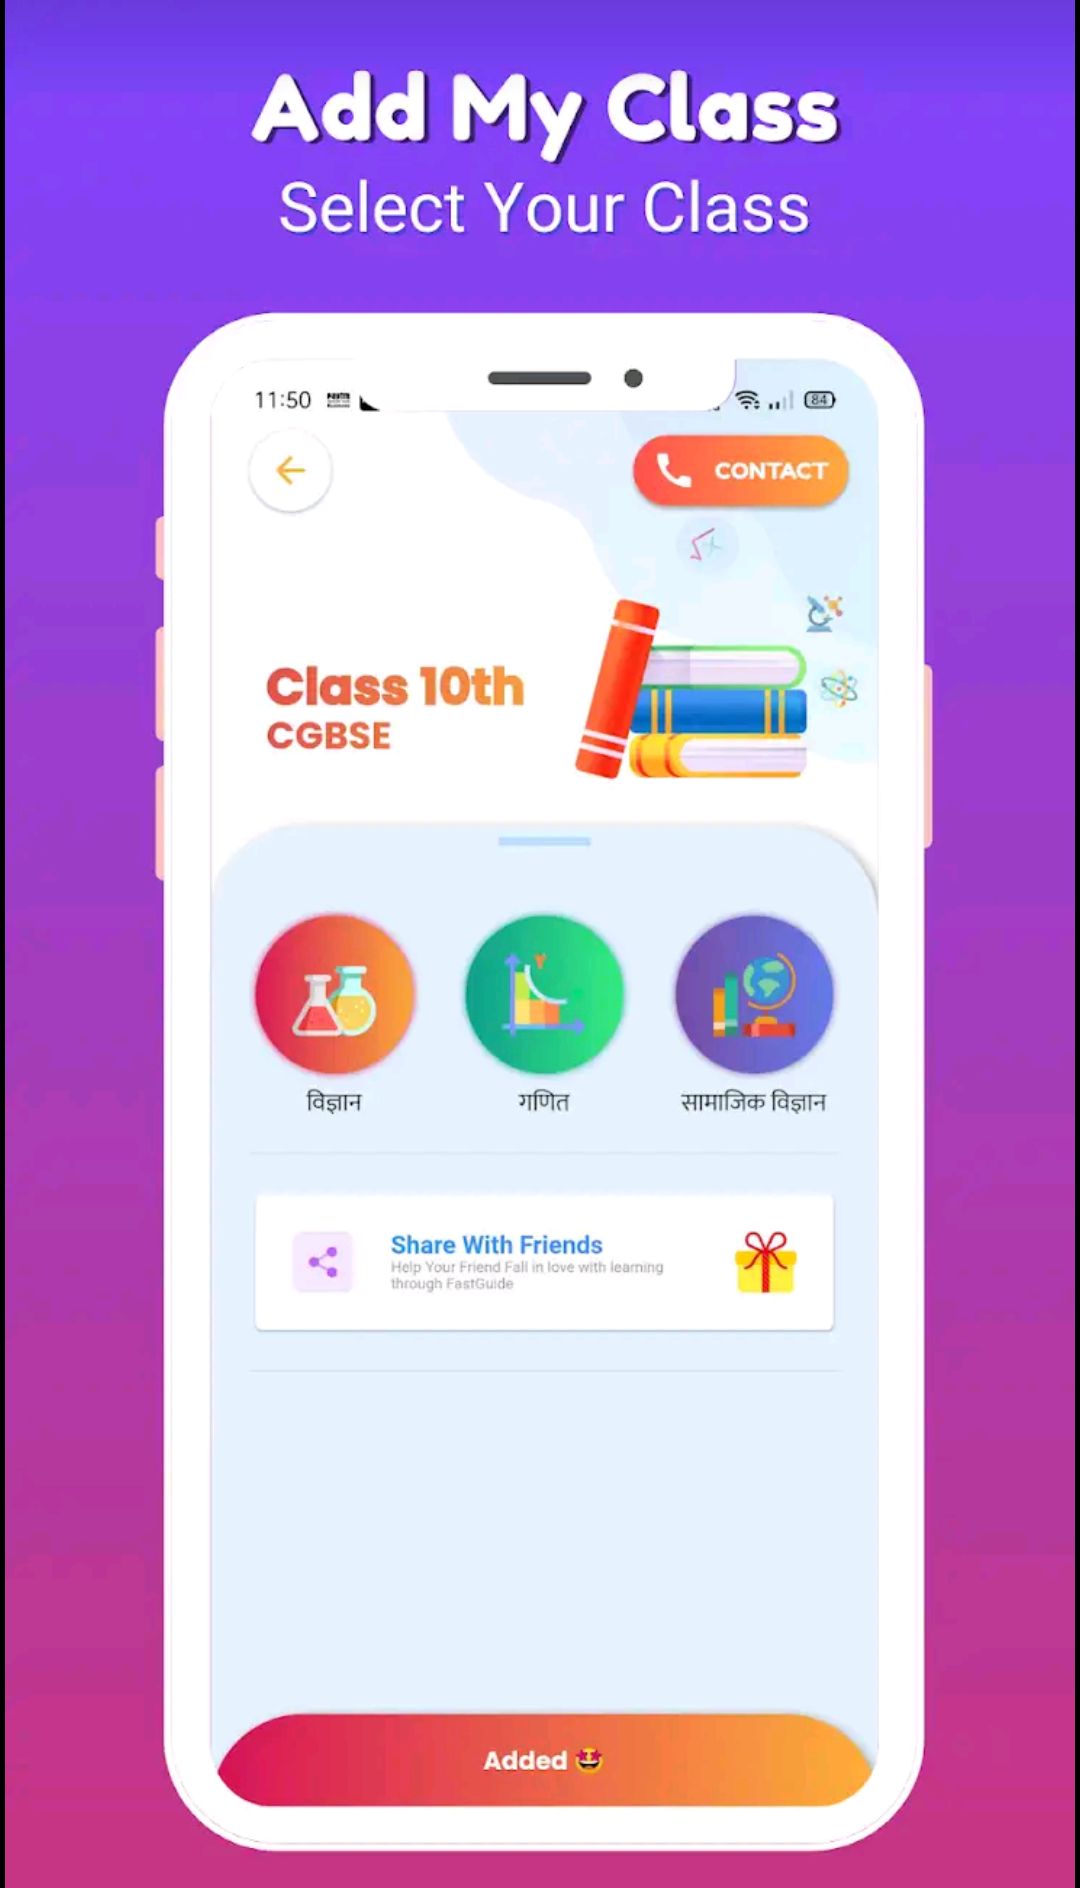 Add My Class
Select Your Class
11:50
84
CONTACT
Class 10th
CGBSE
विज्ञान
गणित
सामाजिक विज्ञान
Share With Friends
Help Your Friend Fall in love with learning
through FastGuide
Added 🤩